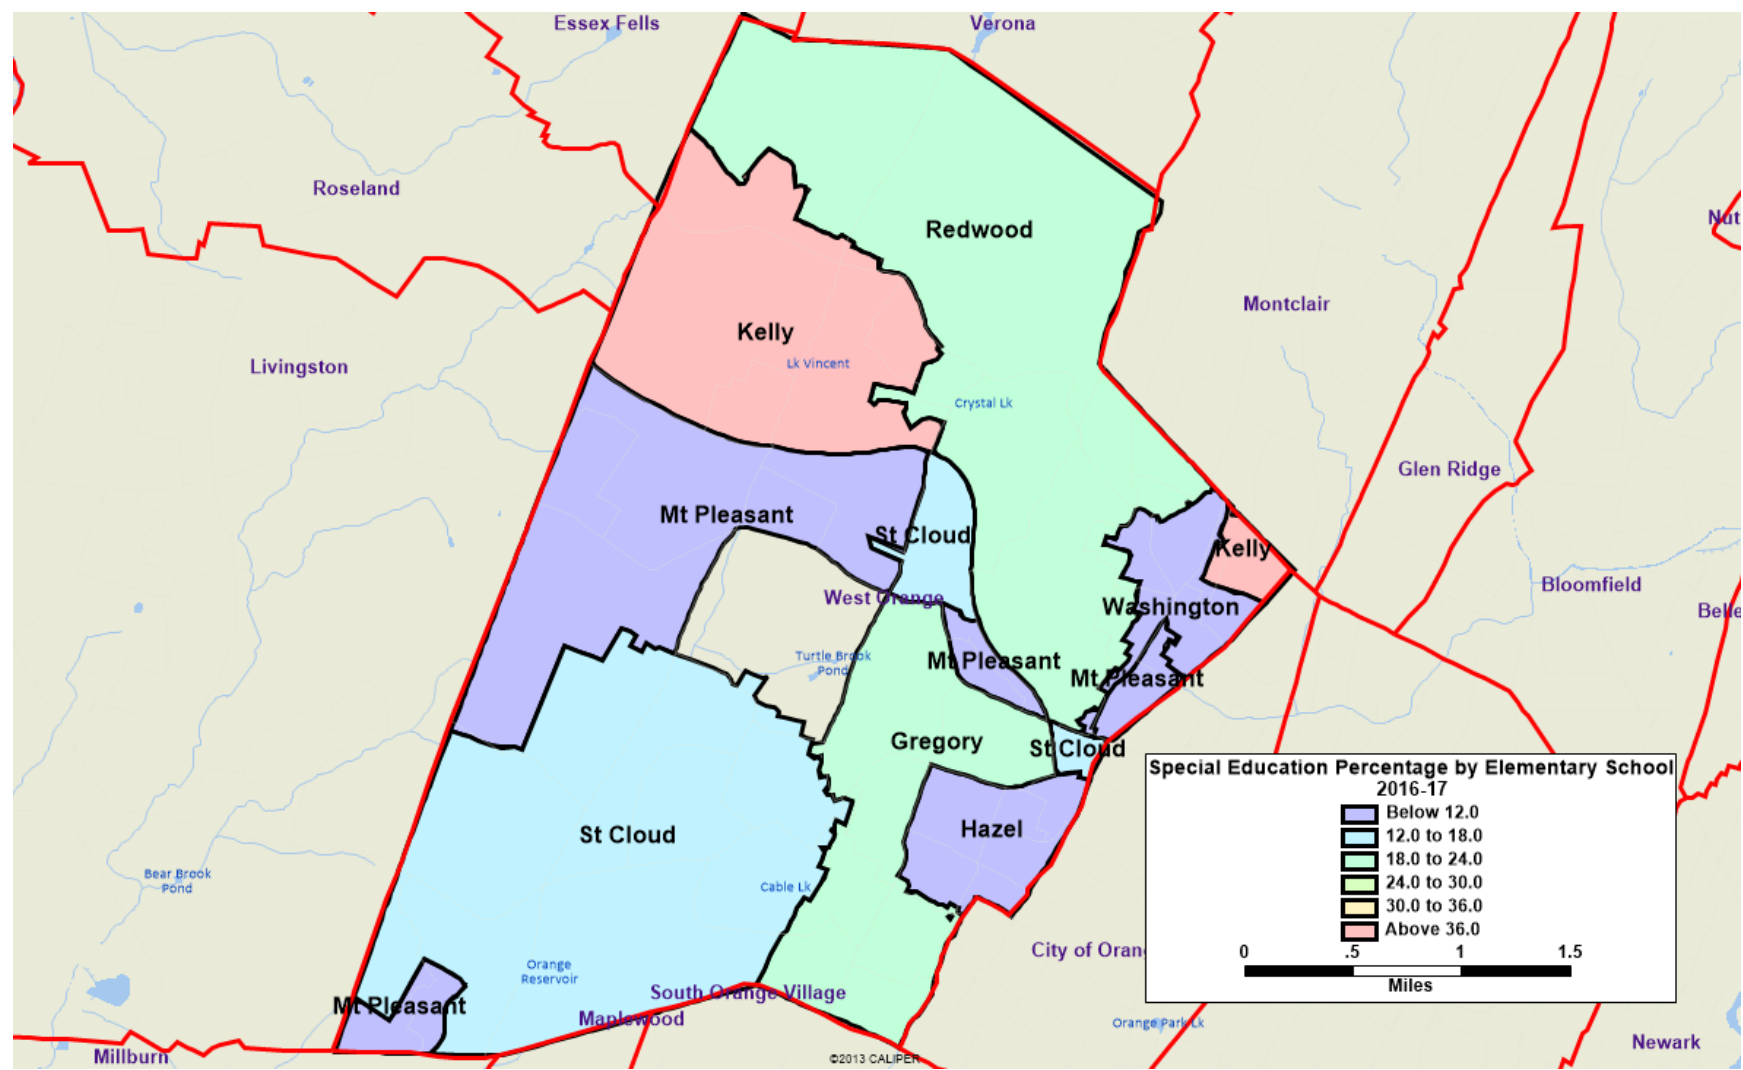 Essex Fells
Verona
Roseland
Redwood
Montclair
Kelly
Lk Vincent
Livingston
Crystal Lk
Glen Ridge
Mt Pleasant
St Cloud
Kelly
Bloomfield
West Orange
Washington
Turtle Brook
Pond
Mt Pleasant
Mt Pleasant
Gregory
St Cloud
Special Education Percentage by Elementary School
2016-17
Below 12.0
12.0 to 18.0
18.0 to 24.0
24.0 to 30.0
30.0 to 36.0
Above 36.0
0 .5 1 1.5
Miles
St Cloud
Hazel
Bear Brook
Pond
Cable Lk
City of Oran
Orange
Reservoir
South Orange Village
Mt Pleasant
Maplewood
Orange Park Lk
Millburn
Newark
©2013 CALIPER
Nut
Belle